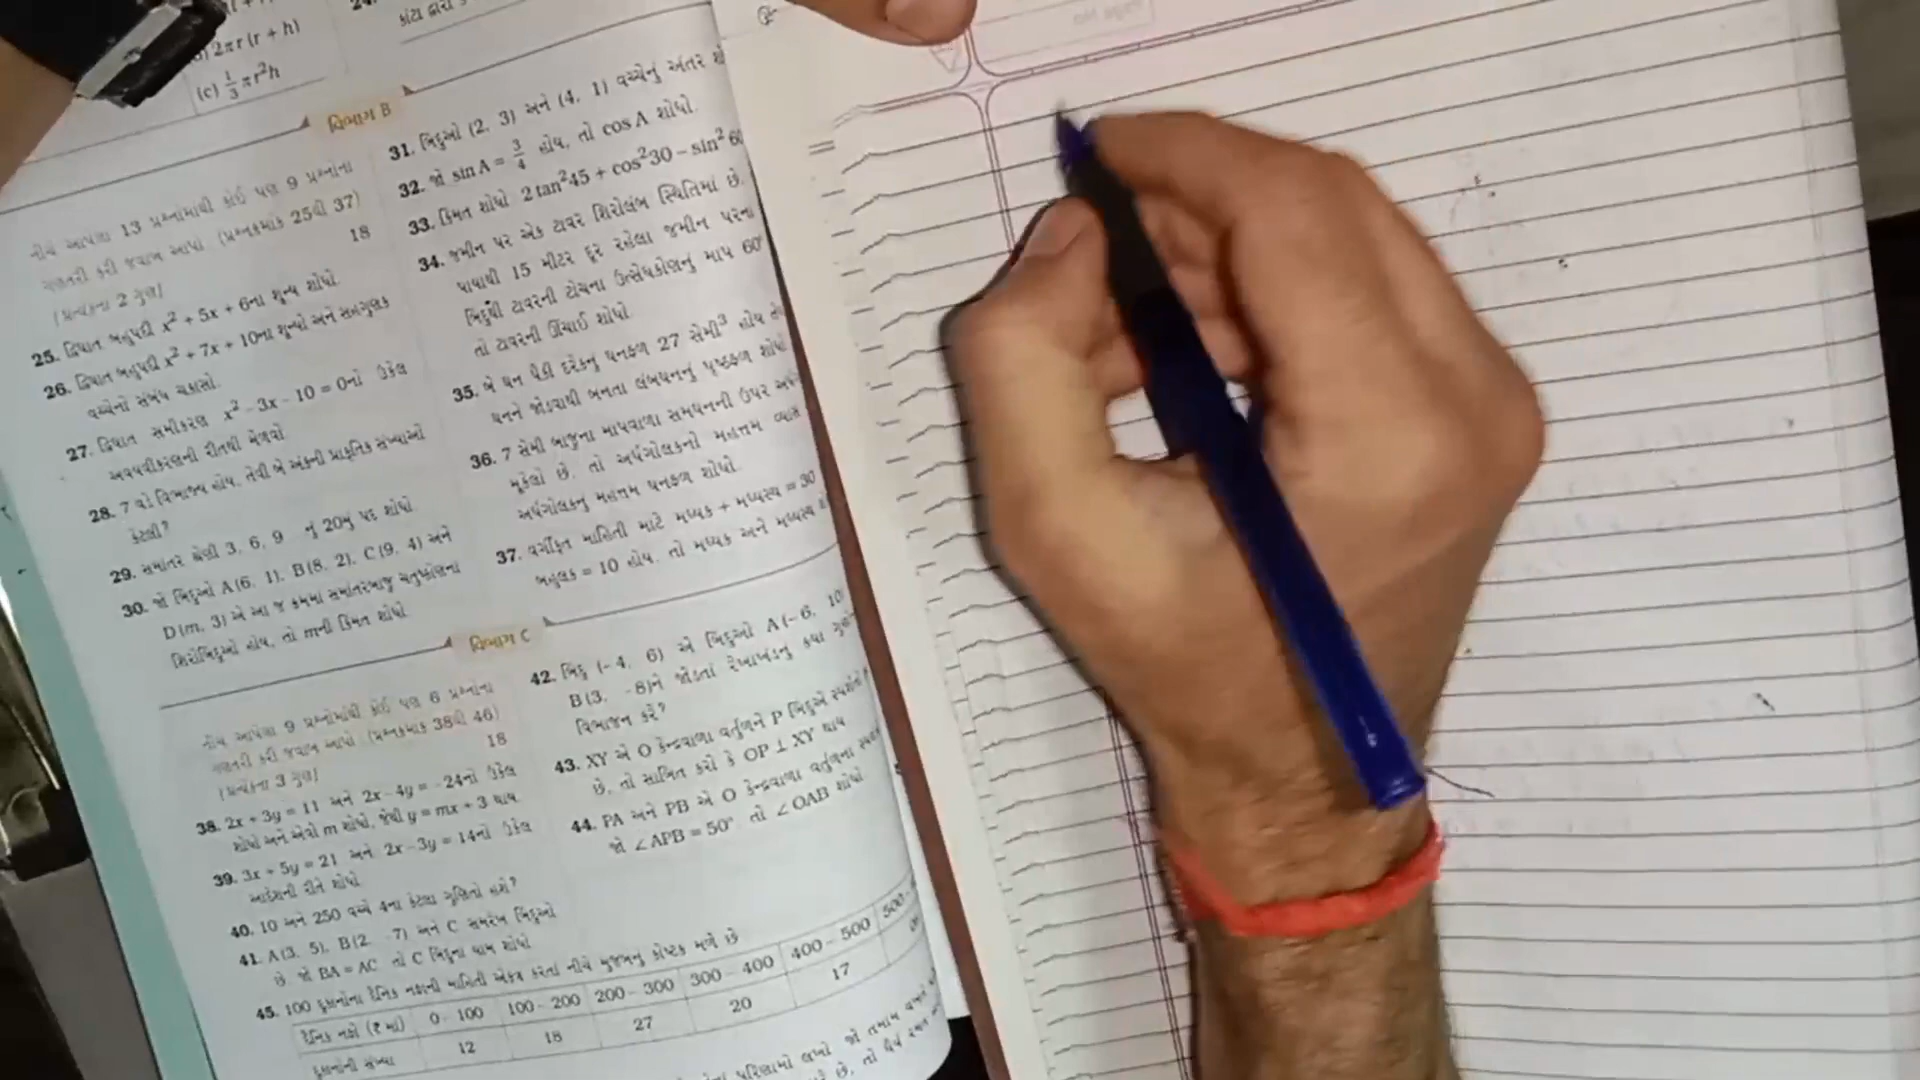 2πr (r + h)
(c) 1/3 πr²h
વિભાગ B
નીચે આપેલા 13 પ્રશ્નોમાંથી કોઈ પણ 9 પ્રશ્નોના
ગણતરી કરી જવાબ આપો (પ્રશ્નક્રમાંક 25થી 37)
(પ્રત્યેકના 2 ગુણ) 18
25. દ્વિઘાત બહુપદી x² + 5x + 6ના શૂન્ય શોધો.
26. દ્વિઘાત બહુપદી x² + 7x + 10ના શૂન્યો અને સહગુણક
વચ્ચેનો સંબંધ ચકાસો.
27. દ્વિઘાત સમીકરણ x² - 3x - 10 = 0નો ઉકેલ
અવયવીકરણની રીતથી મેળવો
28. 7 વડે વિભાજ્ય હોય, તેવી બે અંકની પ્રાકૃતિક સંખ્યાઓ
કેટલી?
29. સમાંતર શ્રેણી 3, 6, 9 નું 20મું પદ શોધો.
30. જો બિંદુઓ A(6, 1), B(8, 2), C(9, 4) અને
D(m, 3) એ આ જ ક્રમમાં સમાંતરબાજુ ચતુષ્કોણના
શિરોબિંદુઓ હોય, તો mની કિંમત શોધો.
31. બિંદુઓ (2, 3) અને (4, 1) વચ્ચેનું અંતર
32. જો sin A = 3/4 હોય, તો cos A શોધો.
33. કિંમત શોધો 2 tan²45 + cos²30 - sin²60
34. જમીન પર એક ટાવર શિરોલંબ સ્થિતિમાં છે.
પાયાથી 15 મીટર દૂર રહેલા જમીન પરના
બિંદુથી ટાવરની ટોચના ઉત્સેધકોણનું માપ 60°
તો ટાવરની ઊંચાઈ શોધો.
35. બે ઘન પૈકી દરેકનું ઘનફળ 27 સેમી³ હોય
ઘનને જોડવાથી બનતા લંબઘનનું પૃષ્ઠફળ શોધો
36. 7 સેમી બાજુના માપવાળા સમઘનની ઉપર
મૂકેલો છે, તો અર્ધગોલકનો મહત્તમ વ્યાસ
અર્ધગોલકનું મહત્તમ ઘનફળ શોધો.
37. વર્ગીકૃત માહિતી માટે મધ્યક + મધ્યસ્થ = 30
બહુલક = 10 હોય, તો મધ્યક અને મધ્યસ્થ
વિભાગ C
નીચે આપેલા 9 પ્રશ્નોમાંથી કોઈ પણ 6 પ્રશ્નોના
ગણતરી કરી જવાબ આપો (પ્રશ્નક્રમાંક 38થી 46)
(પ્રત્યેકના 3 ગુણ) 18
38. 2x + 3y = 11 અને 2x - 4y = -24નો ઉકેલ
શોધો અને એવો m શોધો, જેથી y = mx + 3 થાય
39. 3x + 5y = 21 અને 2x - 3y = 14નો ઉકેલ
આદેશની રીતે શોધો
40. 10 અને 250 વચ્ચે 4ના કેટલા ગુણિતો હશે?
41. A(3, 5), B(2, -7) અને C સમરેખ બિંદુઓ
છે જો BA = AC તો C બિંદુના યામ શોધો
42. બિંદુ (-4, 6) એ બિંદુઓ A(-6, 10)
B(3, -8)ને જોડતાં રેખાખંડનું કયા
વિભાજન કરે?
43. XY એ O કેન્દ્રવાળા વર્તુળને P બિંદુએ સ્પર્શતો
છે, તો સાબિત કરો કે OP ⊥ XY થાય
44. PA અને PB એ O કેન્દ્રવાળા વર્તુળના
જો ∠APB = 50° તો ∠OAB શોધો
45. 100 દુકાનોના દૈનિક નફાની માહિતી એકત્ર કરતાં નીચે મુજબનું કોષ્ટક મળે છે
દૈનિક નફો (₹ માં) 0 - 100 100 - 200 200 - 300 300 - 400 400 - 500
દુકાનોની સંખ્યા 12 18 27 20 17